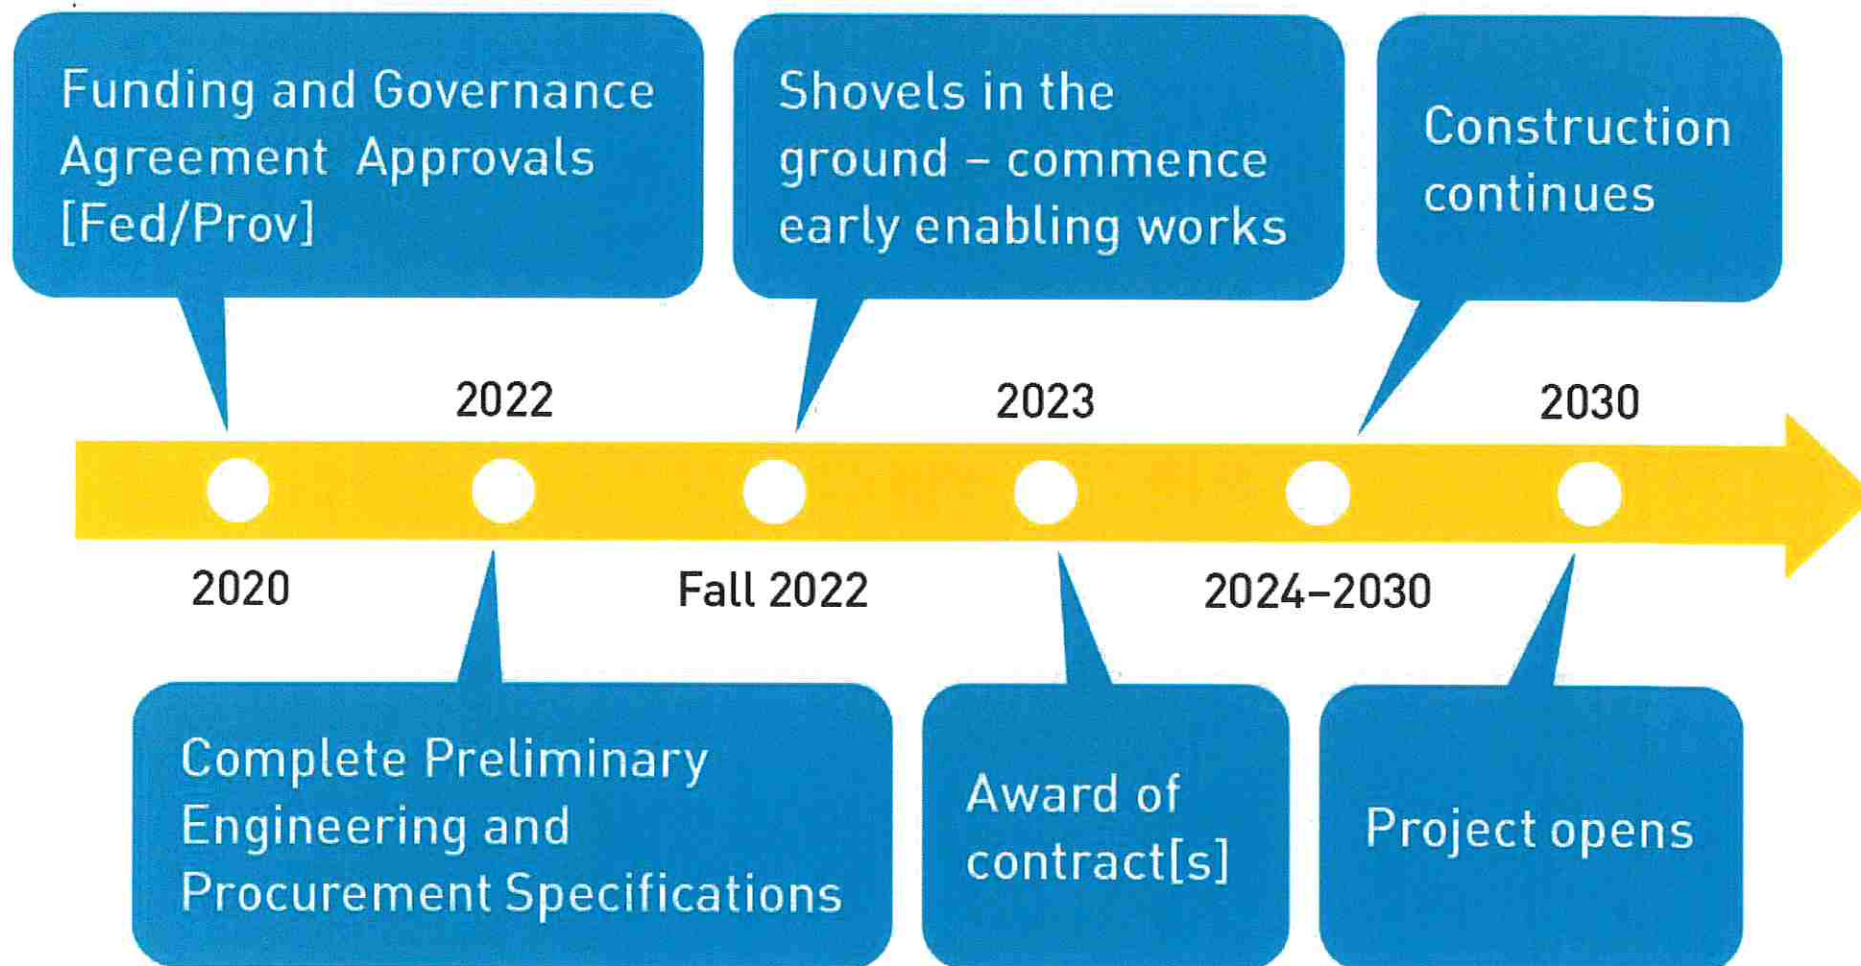 Funding and Governance
Agreement Approvals
[Fed/Prov]
Shovels in the
ground – commence
early enabling works
Construction
continues
2022
2023
2030
2020
Fall 2022
2024–2030
Complete Preliminary
Engineering and
Procurement Specifications
Award of
contract[s]
Project opens